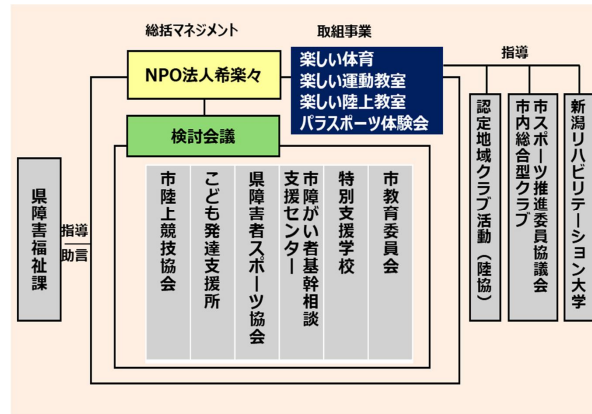 総括マネジメント
取組事業
NPO法人希楽々
楽しい体育
楽しい運動教室
楽しい陸上教室
パラスポーツ体験会
指導
検討会議
県障害福祉課
指導
助言
市陸上競技協会
こども発達支援所
県障害者スポーツ協会
市障がい者基幹相談
支援センター
特別支援学校
市教育委員会
認定地域クラブ活動（陸協）
市スポーツ推進委員協議会
市内総合型クラブ
新潟リハビリテーション大学